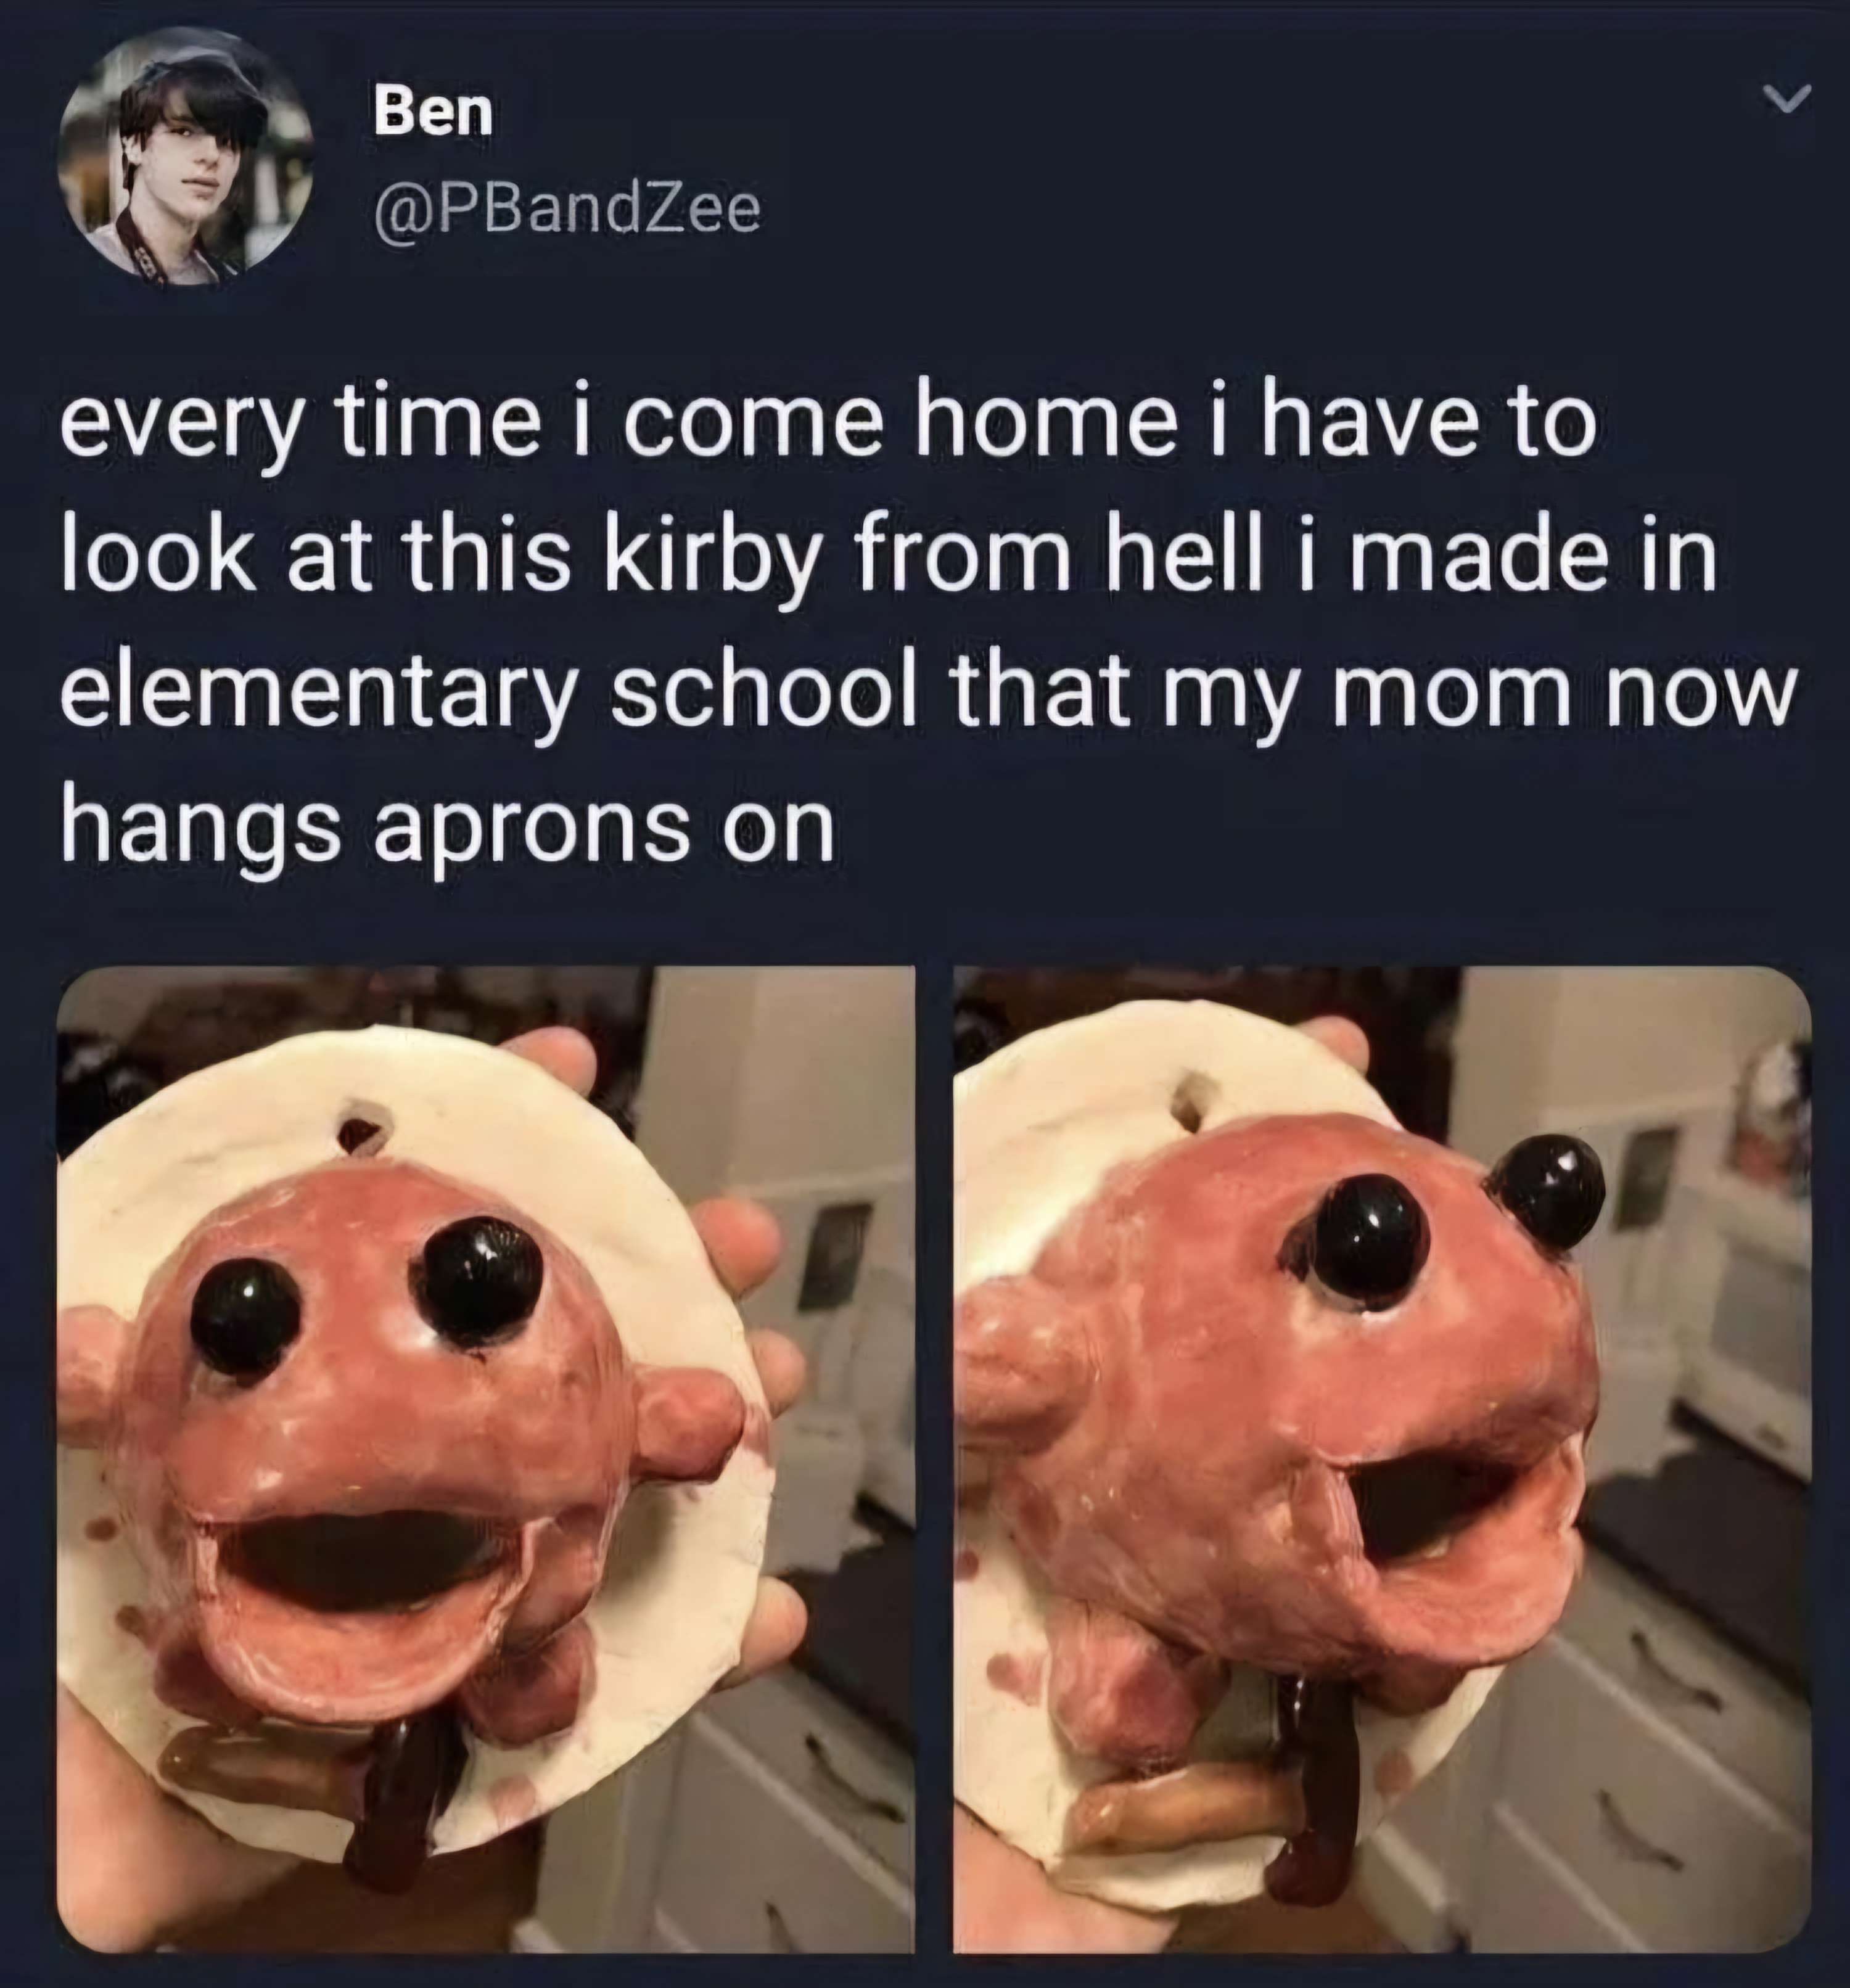 Ben
@PBandZee
every time i come home i have to
look at this kirby from hell i made in
elementary school that my mom now
hangs aprons on